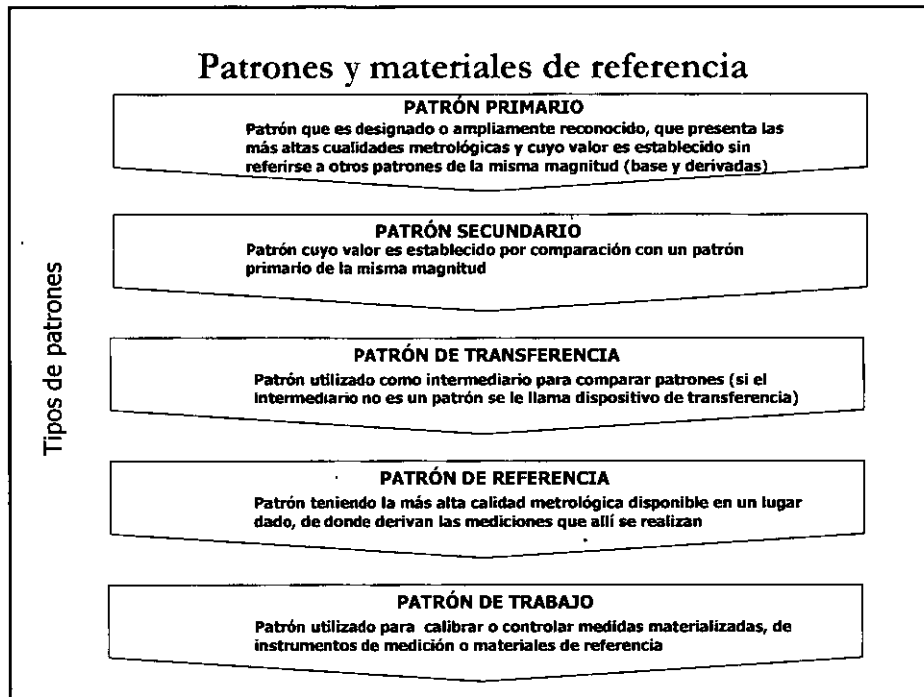 Patrones y materiales de referencia
Tipos de patrones
PATRÓN PRIMARIO
Patrón que es designado o ampliamente reconocido, que presenta las
más altas cualidades metrológicas y cuyo valor es establecido sin
referirse a otros patrones de la misma magnitud (base y derivadas)
PATRÓN SECUNDARIO
Patrón cuyo valor es establecido por comparación con un patrón
primario de la misma magnitud
PATRÓN DE TRANSFERENCIA
Patrón utilizado como intermediario para comparar patrones (si el
intermediario no es un patrón se le llama dispositivo de transferencia)
PATRÓN DE REFERENCIA
Patrón teniendo la más alta calidad metrológica disponible en un lugar
dado, de donde derivan las mediciones que allí se realizan
PATRÓN DE TRABAJO
Patrón utilizado para calibrar o controlar medidas materializadas, de
instrumentos de medición o materiales de referencia